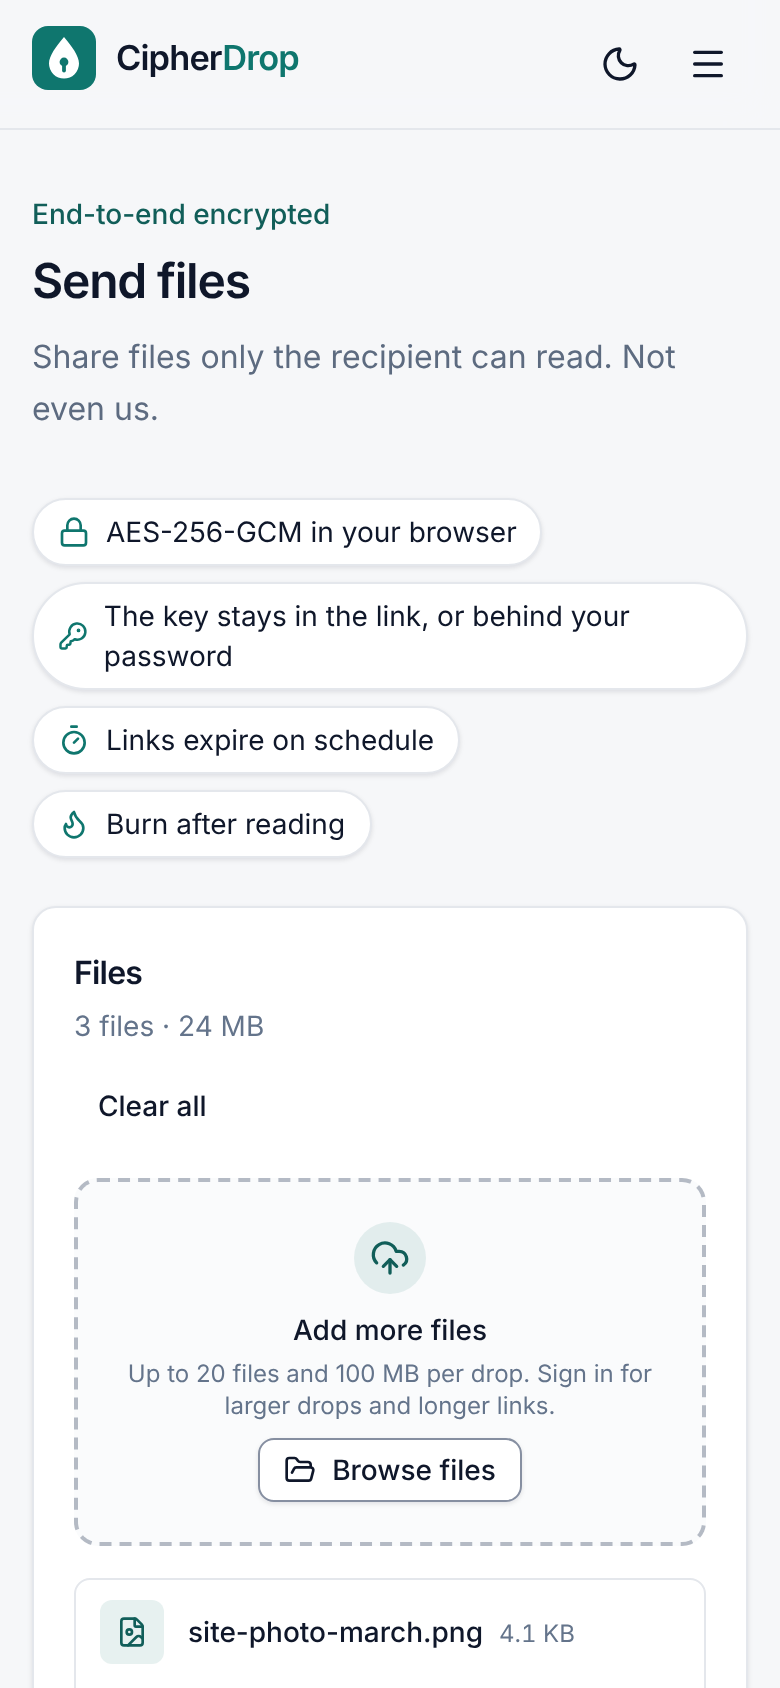 CipherDrop
End-to-end encrypted
Send files
Share files only the recipient can read. Not
even us.
AES-256-GCM in your browser
The key stays in the link, or behind your
password
Links expire on schedule
Burn after reading
Files
3 files · 24 MB
Clear all
Add more files
Up to 20 files and 100 MB per drop. Sign in for
larger drops and longer links.
Browse files
site-photo-march.png 4.1 KB